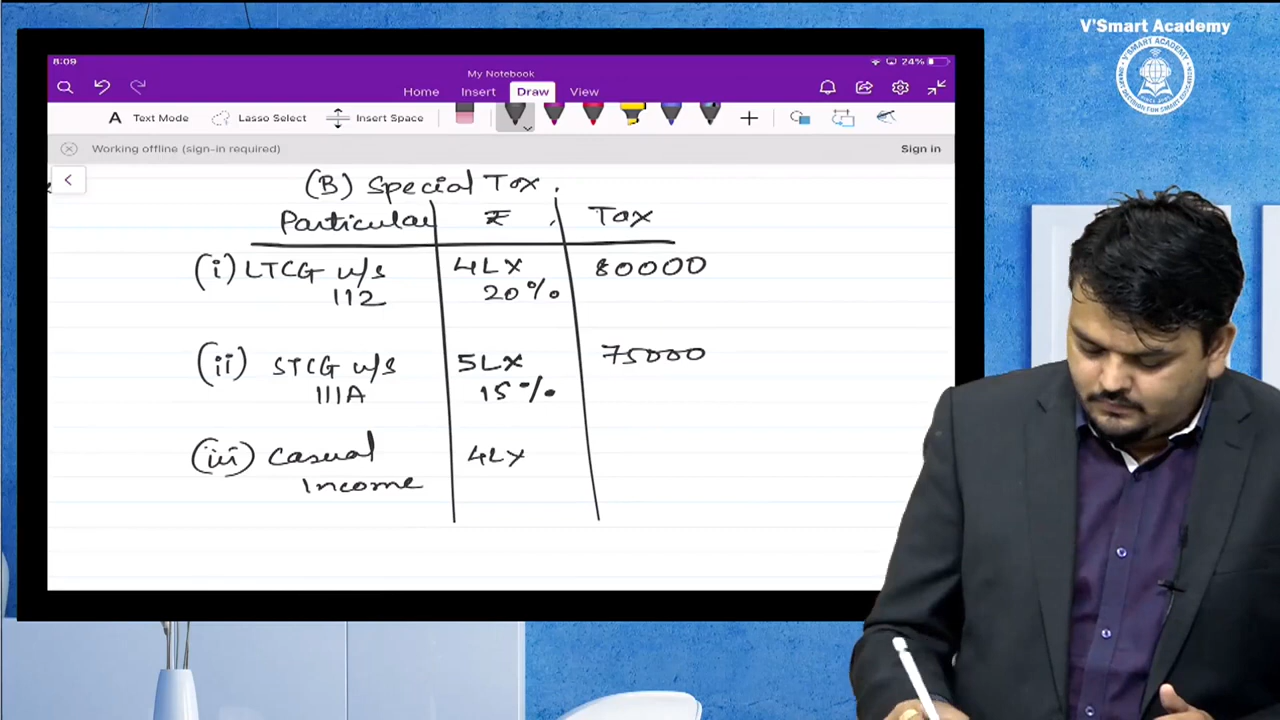 V'SMART ACADEMY
8:09
24%
My Notebook
Home Insert Draw View
Text Mode Lasso Select Insert Space
Working offline (sign-in required) Sign in
(B) Special Tax.
Particular ₹ Tax
(i) LTCG u/s 4L X 80000
112 20%
(ii) STCG u/s 5L X 75000
111A 15%
(iii) Casual 4L X
Income